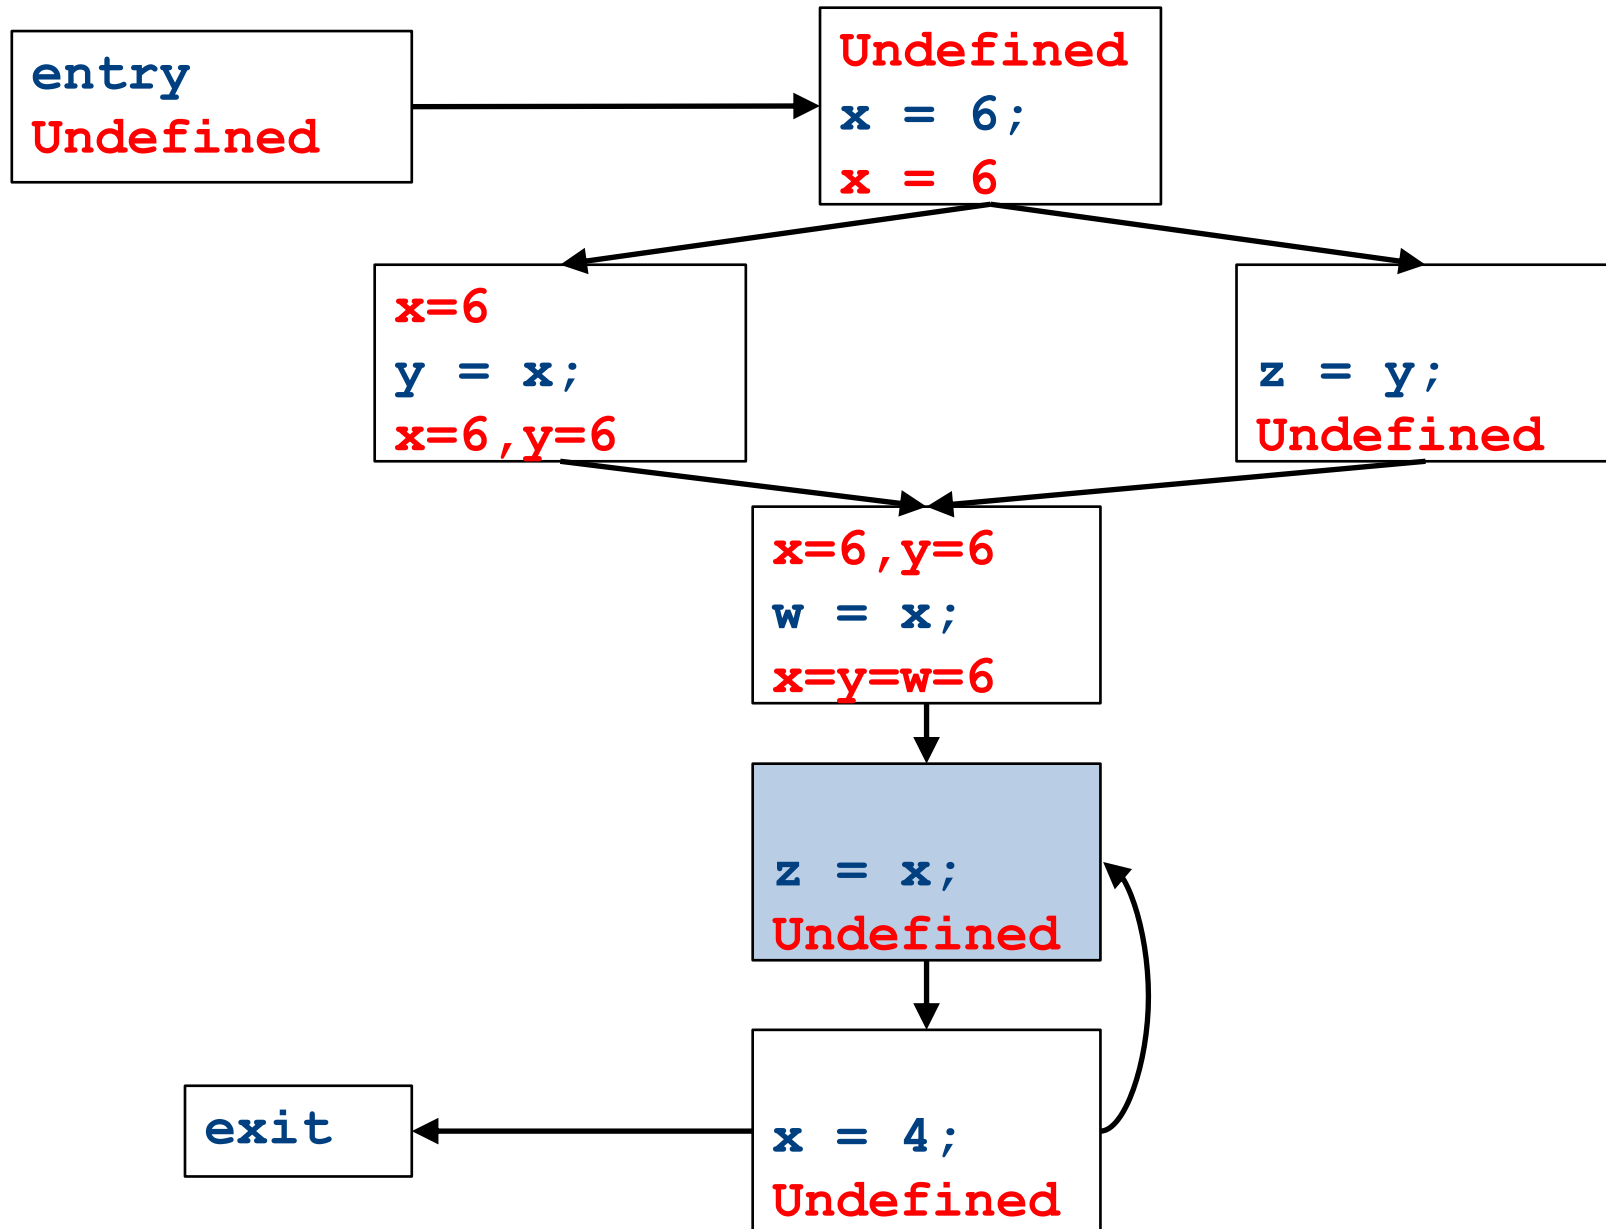 entry
Undefined
Undefined
x = 6;
x = 6
x=6
y = x;
x=6,y=6
z = y;
Undefined
x=6,y=6
w = x;
x=y=w=6
z = x;
Undefined
exit
x = 4;
Undefined